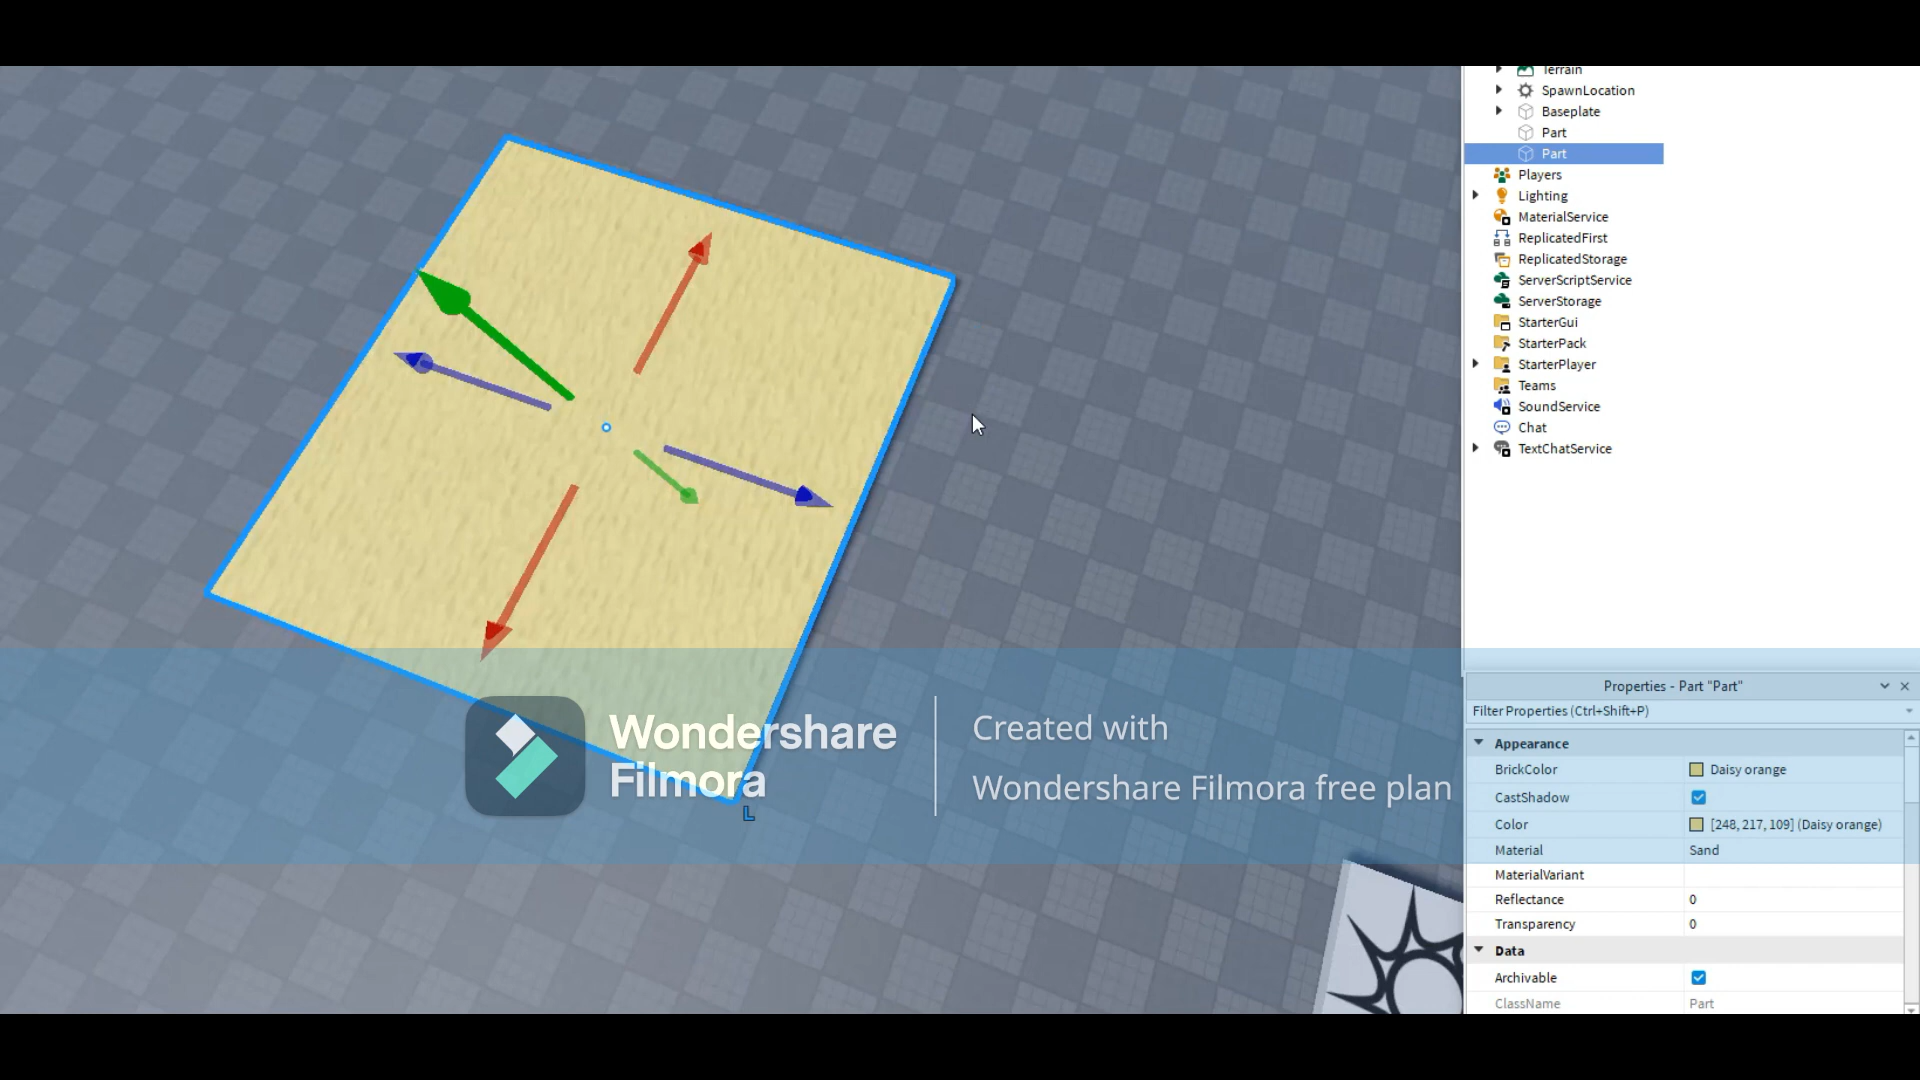 Terrain
SpawnLocation
Baseplate
Part
Part
Players
Lighting
MaterialService
ReplicatedFirst
ReplicatedStorage
ServerScriptService
ServerStorage
StarterGui
StarterPack
StarterPlayer
Teams
SoundService
Chat
TextChatService
Properties - Part "Part"
Filter Properties (Ctrl+Shift+P)
Appearance
BrickColor Daisy orange
CastShadow
Color [248, 217, 109] (Daisy orange)
Material Sand
MaterialVariant
Reflectance 0
Transparency 0
Data
Archivable
ClassName Part
Wondershare
Filmora
Created with
Wondershare Filmora free plan
L